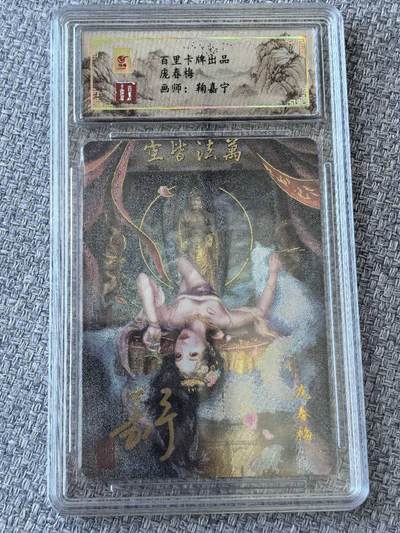 百里卡牌出品
庞春梅
画师：鞠嘉宁
空皆法萬
庞春梅